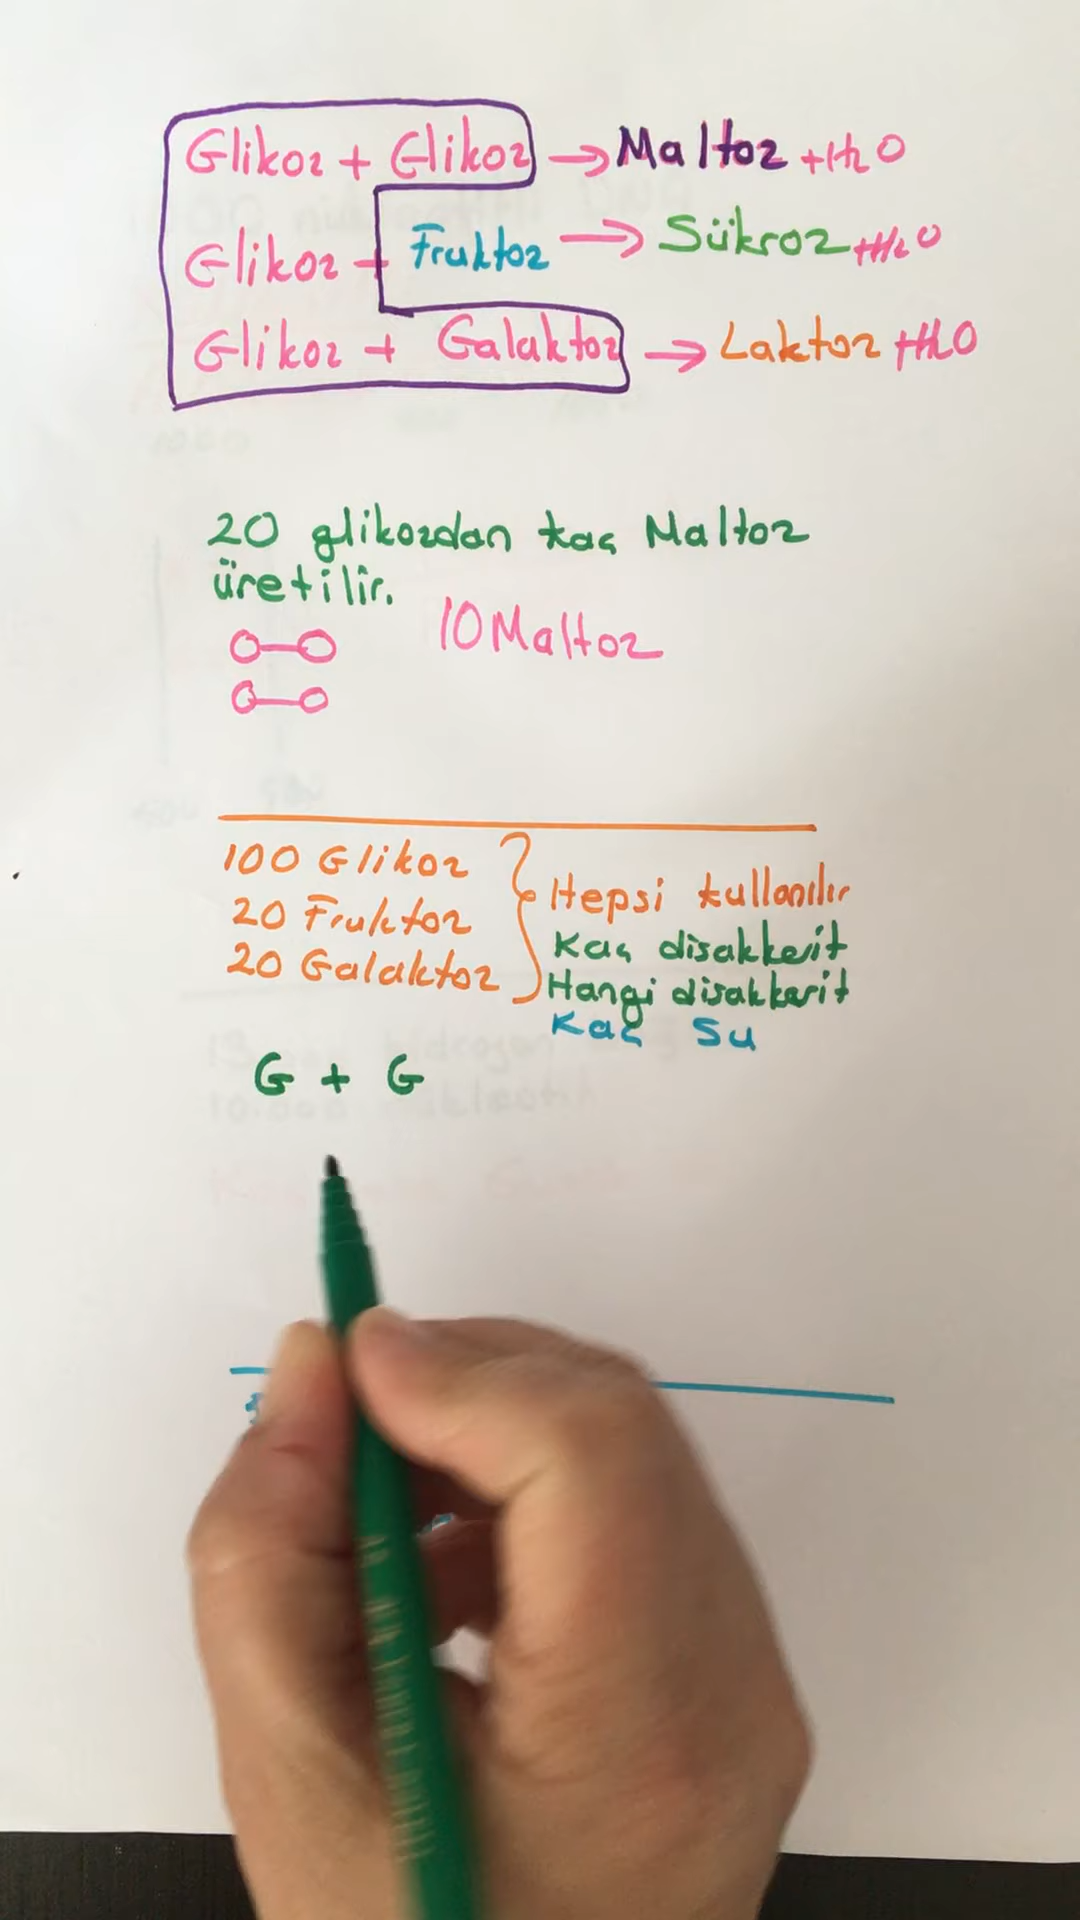 Glikoz + Glikoz → Maltoz + H2O
Glikoz + Fruktoz → Sükroz + H2O
Glikoz + Galaktoz → Laktoz + H2O
20 glikozdan kaç Maltoz
üretilir.
10 Maltoz
100 Glikoz
20 Fruktoz
20 Galaktoz
Hepsi kullanılır
Kaç disakkarit
Hangi disakkarit
Kaç Su
G + G